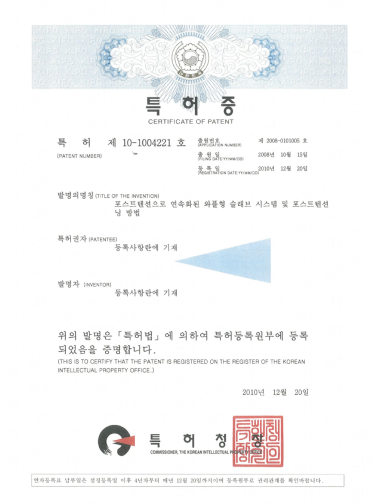 특허증
CERTIFICATE OF PATENT
특 허 제 10-1004221 호
(PATENT NUMBER)
출원번호 제 2008-0101005 호
(APPLICATION NUMBER)
출 원 일 2008년 10월 15일
(FILING DATE:YY/MM/DD)
등 록 일 2010년 12월 20일
(REGISTRATION DATE:YY/MM/DD)
발명의명칭 (TITLE OF THE INVENTION)
포스트텐션으로 연속화된 와플형 슬래브 시스템 및 포스트텐셔
닝 방법
특허권자 (PATENTEE)
등록사항란에 기재
발명자 (INVENTOR)
등록사항란에 기재
위의 발명은 「특허법」에 의하여 특허등록원부에 등록
되었음을 증명합니다.
(THIS IS TO CERTIFY THAT THE PATENT IS REGISTERED ON THE REGISTER OF THE KOREAN
INTELLECTUAL PROPERTY OFFICE.)
2010년 12월 20일
특허청장
COMMISSIONER, THE KOREAN INTELLECTUAL PROPERTY OFFICE
연차등록료 납부일은 설정등록일 이후 4년차부터 매년 12월 20일까지이며 등록원부로 권리관계를 확인바랍니다.